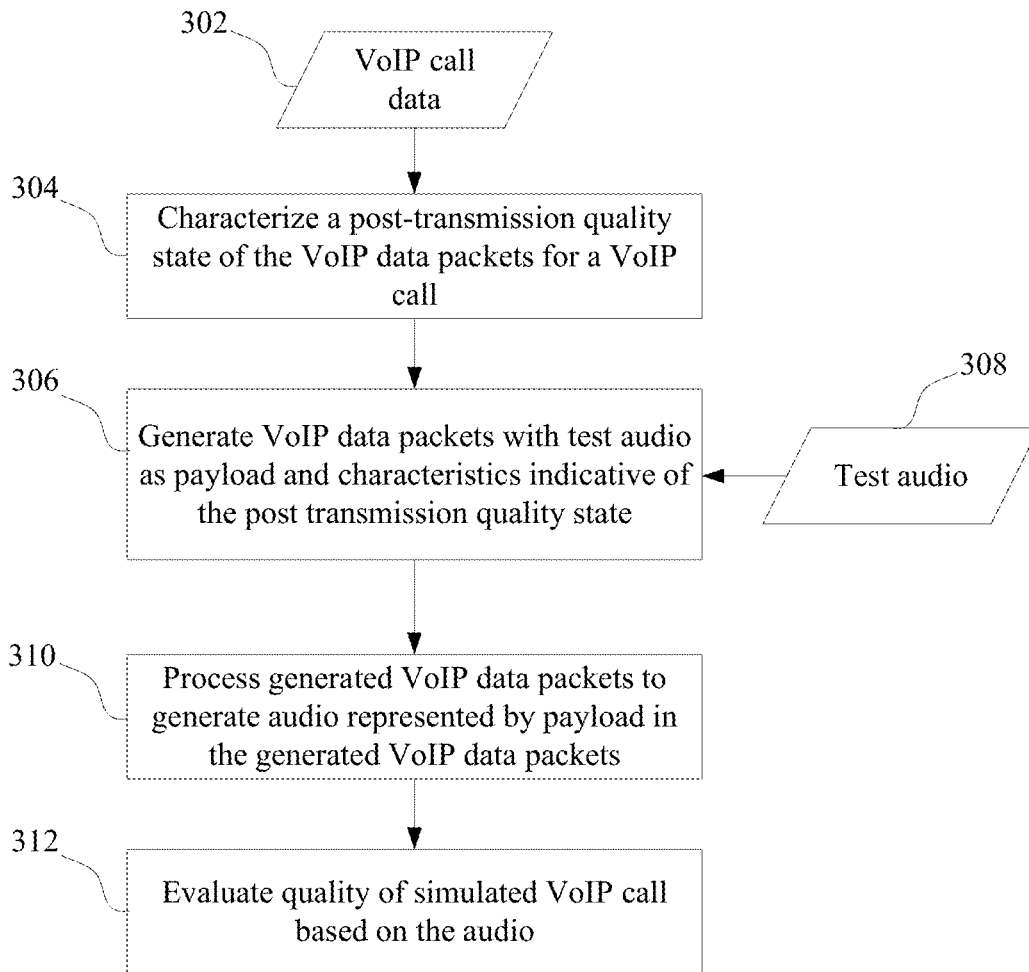 302
VoIP call
data
304
Characterize a post-transmission quality
state of the VoIP data packets for a VoIP
call
306
308
Generate VoIP data packets with test audio
as payload and characteristics indicative of
the post transmission quality state
Test audio
310
Process generated VoIP data packets to
generate audio represented by payload in
the generated VoIP data packets
312
Evaluate quality of simulated VoIP call
based on the audio